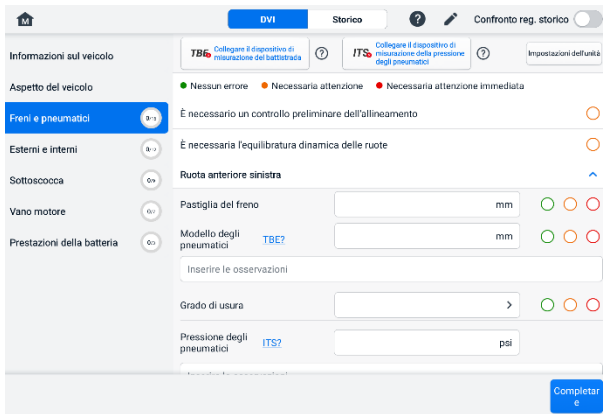 M
DVI
Storico
?
Confronto reg. storico
Informazioni sul veicolo
Aspetto del veicolo
Freni e pneumatici
Esterni e interni
Sottoscocca
Vano motore
Prestazioni della batteria
TBE
Collegare il dispositivo di
misurazione del battistrada
?
ITS
Collegare il dispositivo di
misurazione della pressione
degli pneumatici
?
Impostazioni dell'unità
Nessun errore
Necessaria attenzione
Necessaria attenzione immediata
È necessario un controllo preliminare dell'allineamento
È necessaria l'equilibratura dinamica delle ruote
Ruota anteriore sinistra
Pastiglia del freno
mm
Modello degli
pneumatici
TBE?
mm
Inserire le osservazioni
Grado di usura
Pressione degli
pneumatici
ITS?
psi
Completar
e